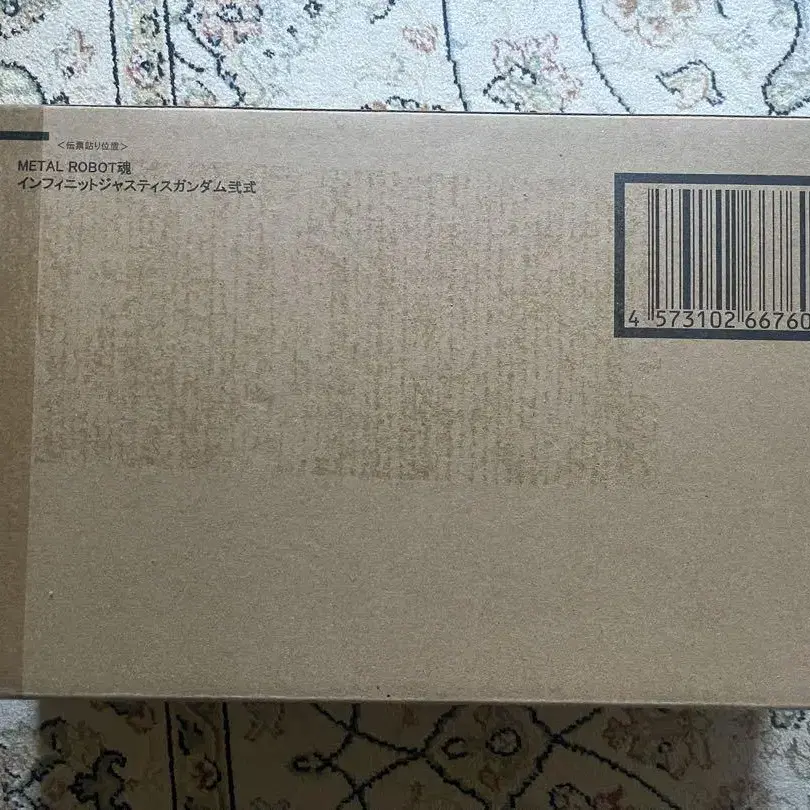 <伝票貼り位置>
METAL ROBOT魂
インフィニットジャスティスガンダム弐式
4 573102 66760